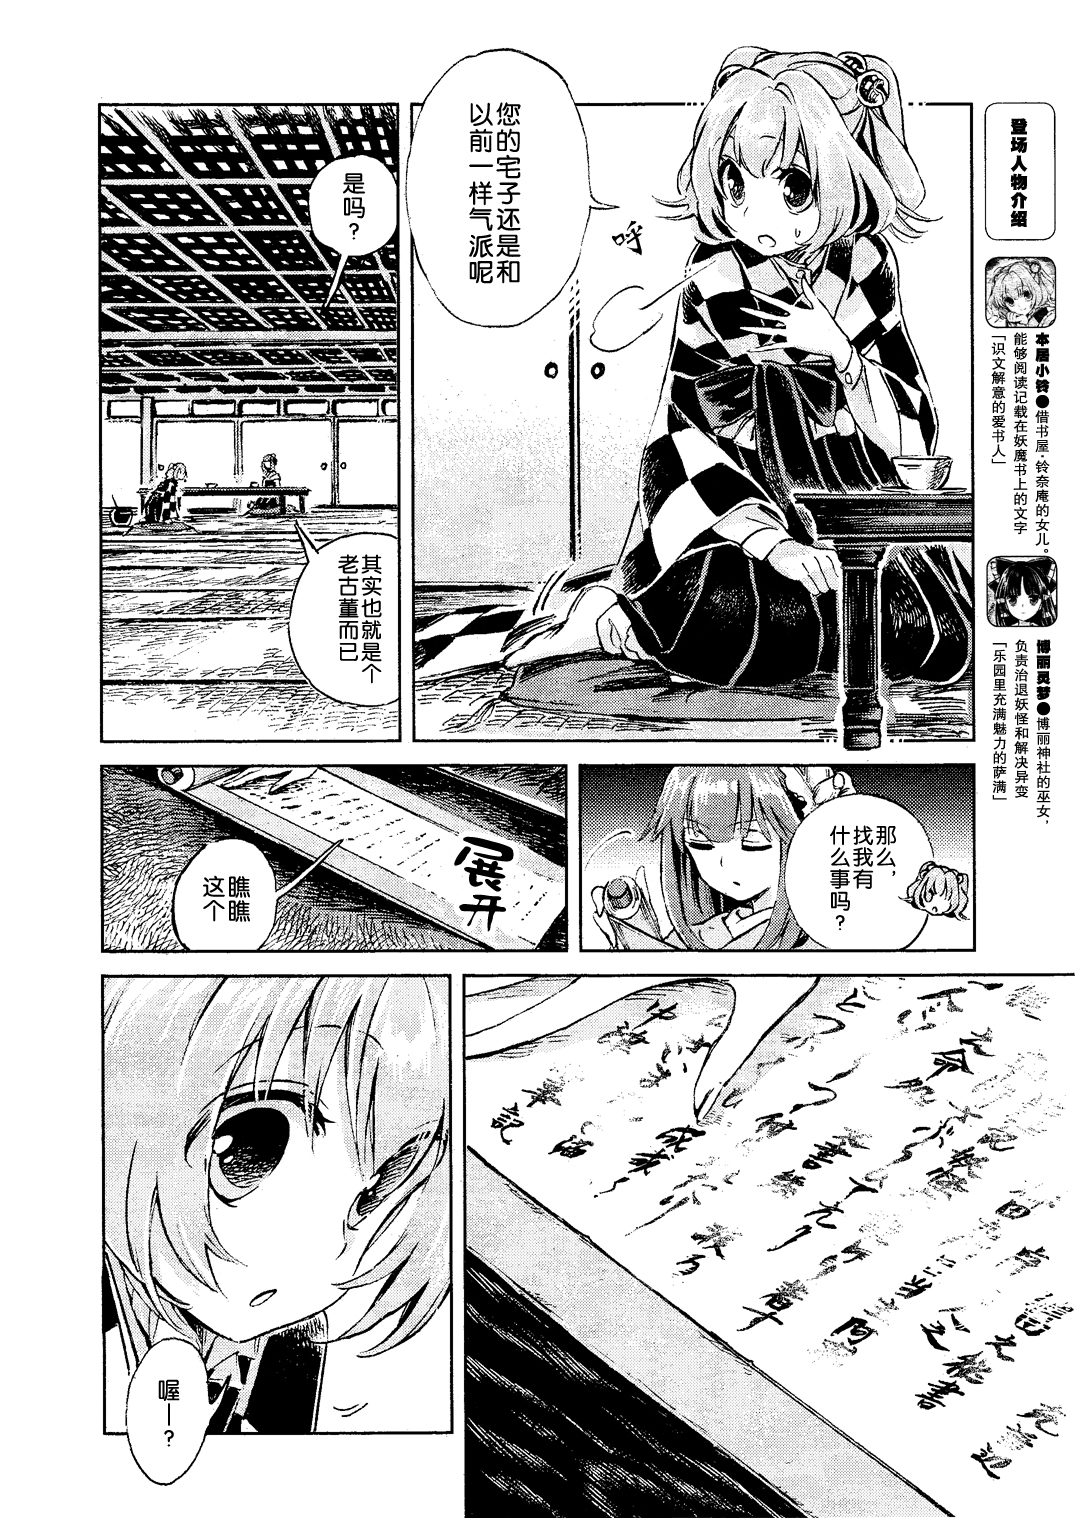 登场人物介绍
本居小铃●借书屋·铃奈庵的女儿。
能够阅读记载在妖魔书上的文字
「识文解意的爱书人」
博丽灵梦●博丽神社的巫女，
负责治退妖怪和解决异变
「乐园里充满魅力的萨满」
您的宅子还是和
以前一样气派呢
呼
是吗？
其实也就是个
老古董而已
那么，
找我有
什么事吗？
展开
瞧瞧
这个
喔—？